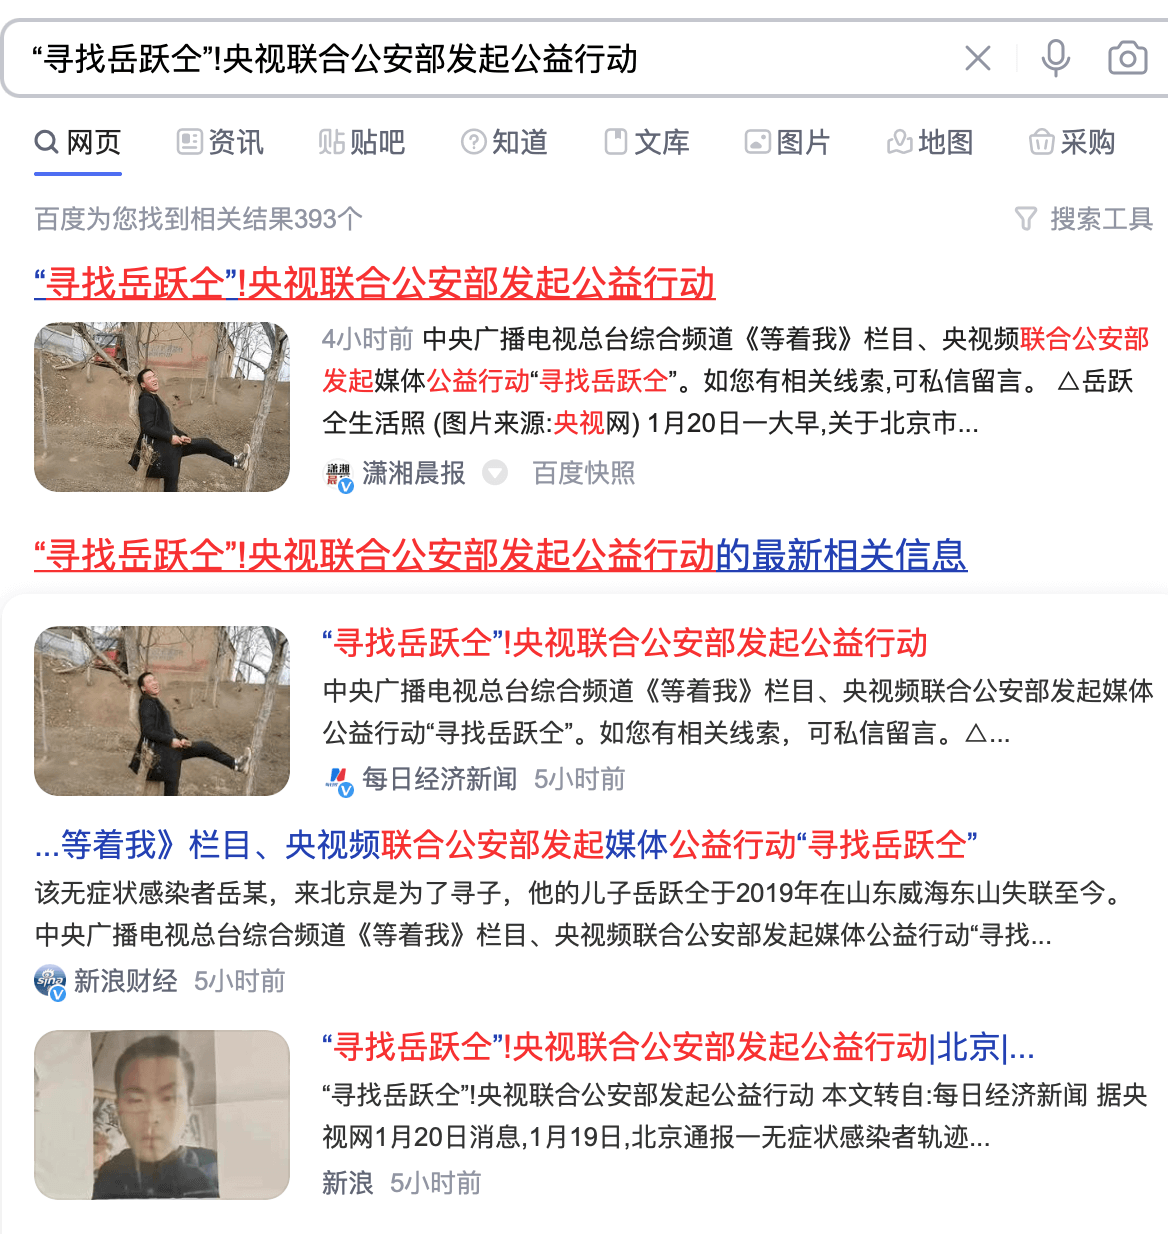 “寻找岳跃仝”!央视联合公安部发起公益行动
网页 资讯 贴吧 知道 文库 图片 地图 采购
百度为您找到相关结果393个 搜索工具
“寻找岳跃仝”!央视联合公安部发起公益行动
4小时前 中央广播电视总台综合频道《等着我》栏目、央视频联合公安部
发起媒体公益行动“寻找岳跃仝”。如您有相关线索,可私信留言。 △岳跃
仝生活照 (图片来源:央视网) 1月20日一大早,关于北京市...
潇湘晨报 百度快照
“寻找岳跃仝”!央视联合公安部发起公益行动的最新相关信息
“寻找岳跃仝”!央视联合公安部发起公益行动
中央广播电视总台综合频道《等着我》栏目、央视频联合公安部发起媒体
公益行动“寻找岳跃仝”。如您有相关线索，可私信留言。△...
每日经济新闻 5小时前
...等着我》栏目、央视频联合公安部发起媒体公益行动“寻找岳跃仝”
该无症状感染者岳某，来北京是为了寻子，他的儿子岳跃仝于2019年在山东威海东山失联至今。
中央广播电视总台综合频道《等着我》栏目、央视频联合公安部发起媒体公益行动“寻找...
新浪财经 5小时前
“寻找岳跃仝”!央视联合公安部发起公益行动|北京|...
“寻找岳跃仝”!央视联合公安部发起公益行动 本文转自:每日经济新闻 据央
视网1月20日消息,1月19日,北京通报一无症状感染者轨迹...
新浪 5小时前